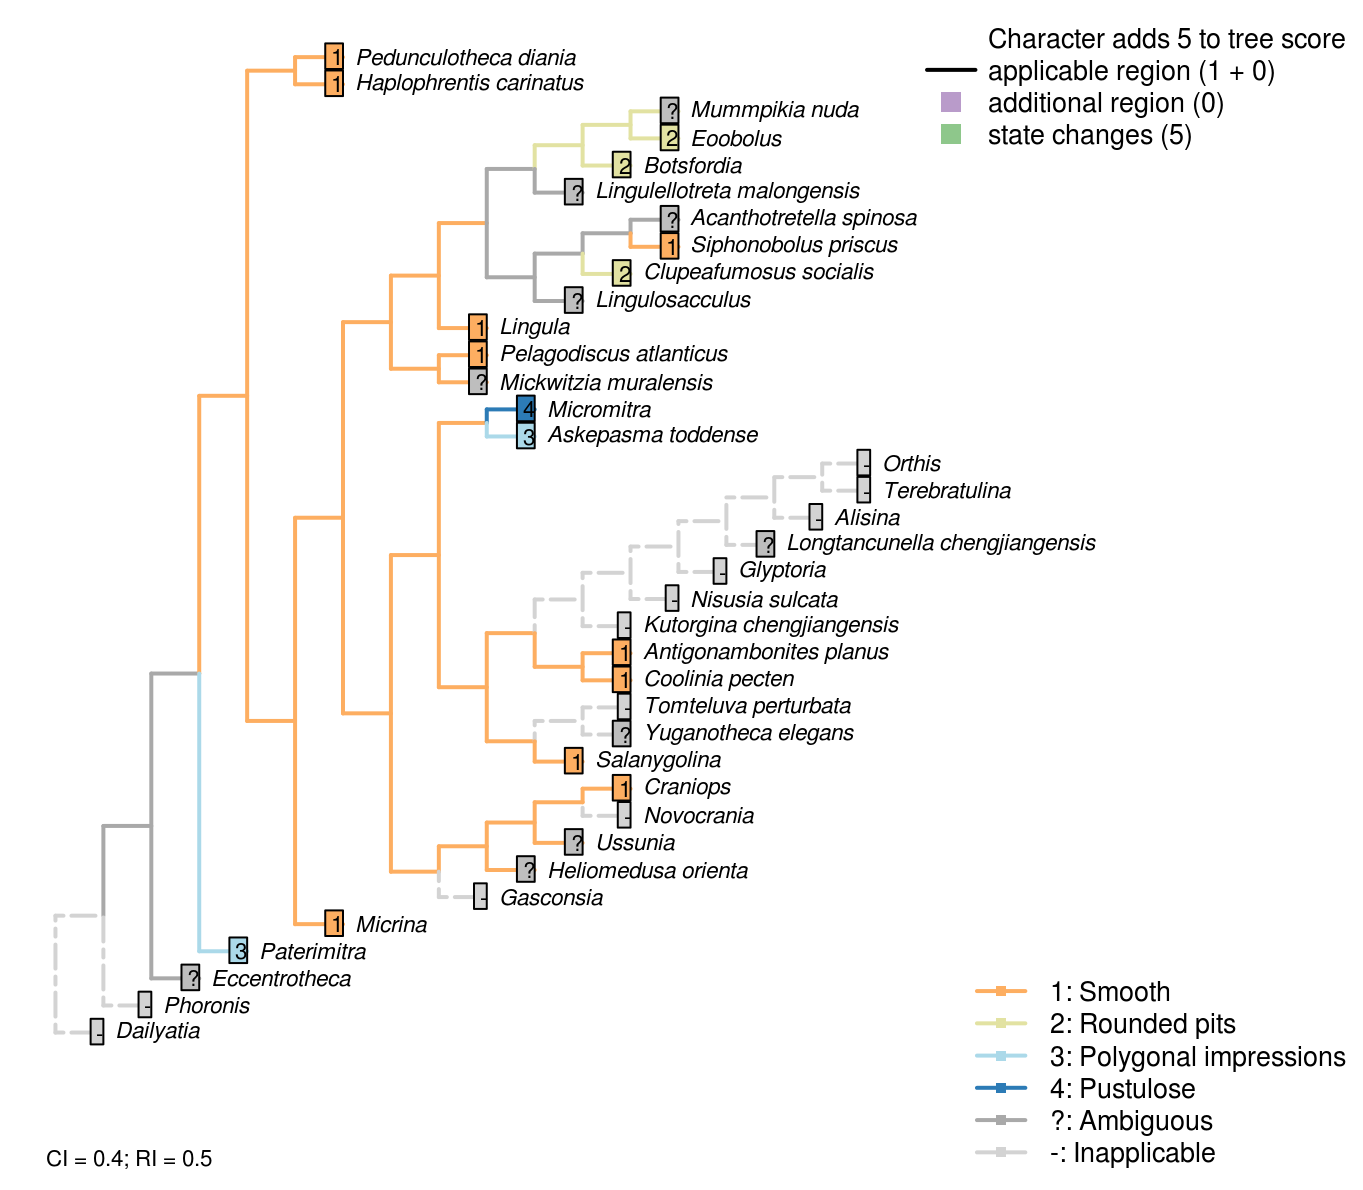 Character adds 5 to tree score
applicable region (1 + 0)
additional region (0)
state changes (5)
1 Pedunculotheca diania
1 Haplophrentis carinatus
? Mummpikia nuda
2 Eoobolus
2 Botsfordia
? Lingulellotreta malongensis
? Acanthotretella spinosa
1 Siphonobolus priscus
2 Clupeafumosus socialis
? Lingulosacculus
1 Lingula
1 Pelagodiscus atlanticus
? Mickwitzia muralensis
4 Micromitra
3 Askepasma toddense
- Orthis
- Terebratulina
- Alisina
? Longtancunella chengjiangensis
- Glyptoria
- Nisusia sulcata
- Kutorgina chengjiangensis
1 Antigonambonites planus
1 Coolinia pecten
- Tomteluva perturbata
? Yuganotheca elegans
1 Salanygolina
1 Craniops
- Novocrania
? Ussunia
? Heliomedusa orienta
- Gasconsia
1 Micrina
3 Paterimitra
? Eccentrotheca
- Phoronis
- Dailyatia
1: Smooth
2: Rounded pits
3: Polygonal impressions
4: Pustulose
?: Ambiguous
-: Inapplicable
CI = 0.4; RI = 0.5